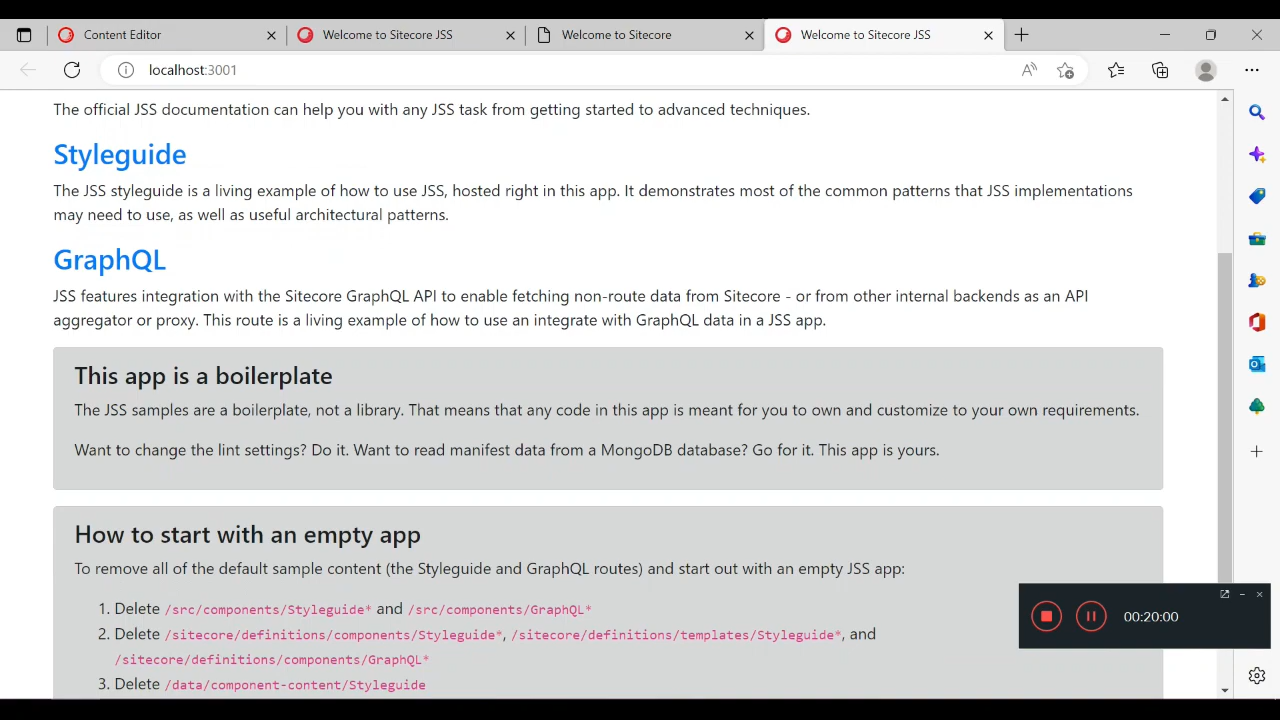 Content Editor
Welcome to Sitecore JSS
Welcome to Sitecore
Welcome to Sitecore JSS
localhost:3001
The official JSS documentation can help you with any JSS task from getting started to advanced techniques.
Styleguide
The JSS styleguide is a living example of how to use JSS, hosted right in this app. It demonstrates most of the common patterns that JSS implementations
may need to use, as well as useful architectural patterns.
GraphQL
JSS features integration with the Sitecore GraphQL API to enable fetching non-route data from Sitecore - or from other internal backends as an API
aggregator or proxy. This route is a living example of how to use an integrate with GraphQL data in a JSS app.
This app is a boilerplate
The JSS samples are a boilerplate, not a library. That means that any code in this app is meant for you to own and customize to your own requirements.
Want to change the lint settings? Do it. Want to read manifest data from a MongoDB database? Go for it. This app is yours.
How to start with an empty app
To remove all of the default sample content (the Styleguide and GraphQL routes) and start out with an empty JSS app:
1. Delete /src/components/Styleguide* and /src/components/GraphQL*
2. Delete /sitecore/definitions/components/Styleguide*, /sitecore/definitions/templates/Styleguide*, and
/sitecore/definitions/components/GraphQL*
3. Delete /data/component-content/Styleguide
00:20:00